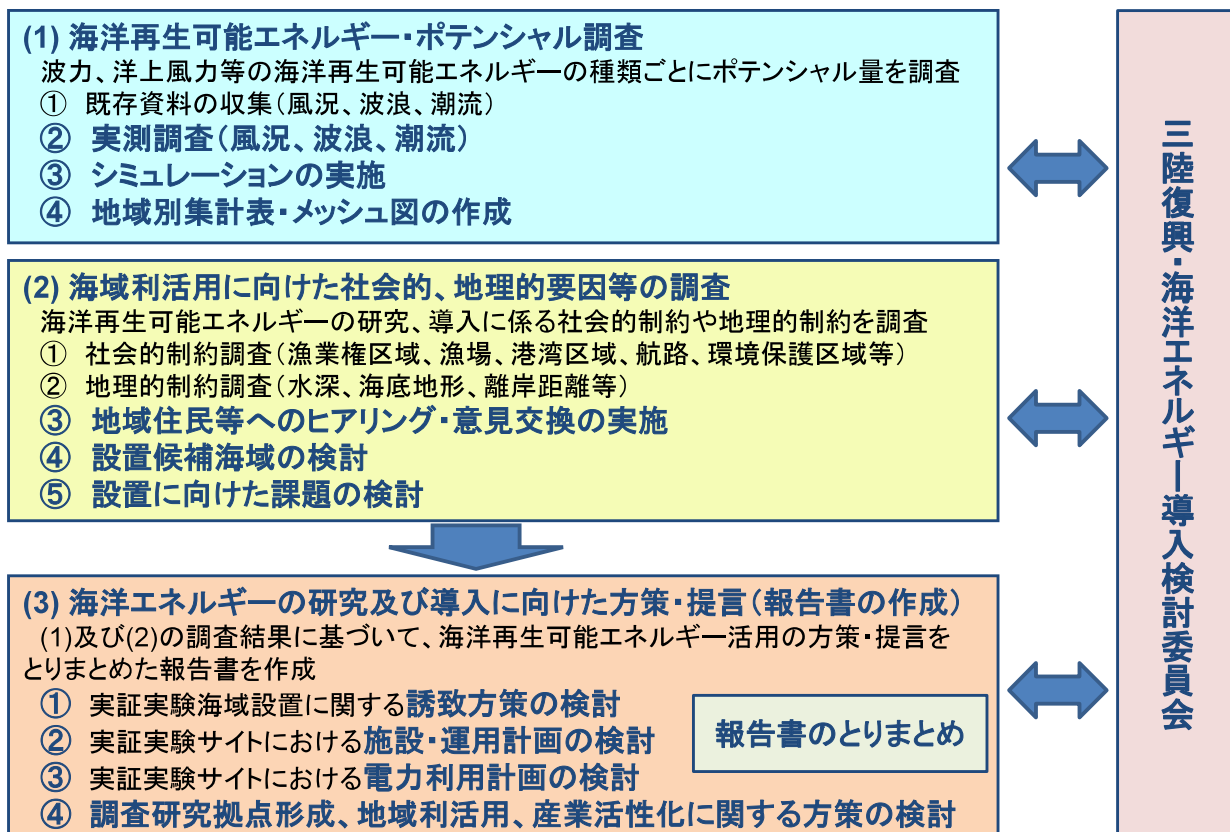 (1) 海洋再生可能エネルギー・ポテンシャル調査
波力、洋上風力等の海洋再生可能エネルギーの種類ごとにポテンシャル量を調査
① 既存資料の収集(風況、波浪、潮流)
② 実測調査(風況、波浪、潮流)
③ シミュレーションの実施
④ 地域別集計表・メッシュ図の作成
(2) 海域利活用に向けた社会的、地理的要因等の調査
海洋再生可能エネルギーの研究、導入に係る社会的制約や地理的制約を調査
① 社会的制約調査(漁業権区域、漁場、港湾区域、航路、環境保護区域等)
② 地理的制約調査(水深、海底地形、離岸距離等)
③ 地域住民等へのヒアリング・意見交換の実施
④ 設置候補海域の検討
⑤ 設置に向けた課題の検討
(3) 海洋エネルギーの研究及び導入に向けた方策・提言(報告書の作成)
(1)及び(2)の調査結果に基づいて、海洋再生可能エネルギー活用の方策・提言を
とりまとめた報告書を作成
① 実証実験海域設置に関する誘致方策の検討
② 実証実験サイトにおける施設・運用計画の検討
③ 実証実験サイトにおける電力利用計画の検討
④ 調査研究拠点形成、地域利活用、産業活性化に関する方策の検討
報告書のとりまとめ
三陸復興・海洋エネルギー導入検討委員会